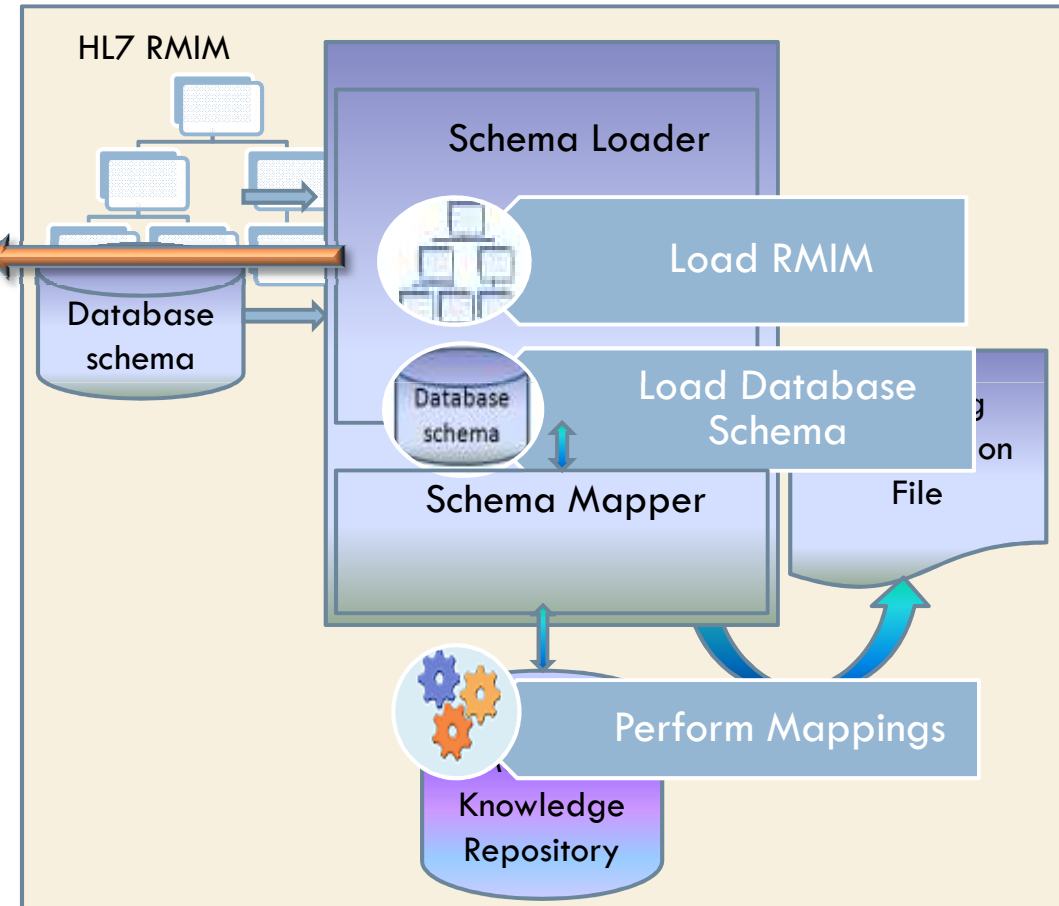 HL7 RMIM
Schema Loader
Load RMIM
Database
schema
Load Database
Schema
Database
schema
g
on
File
Schema Mapper
Perform Mappings
Knowledge
Repository